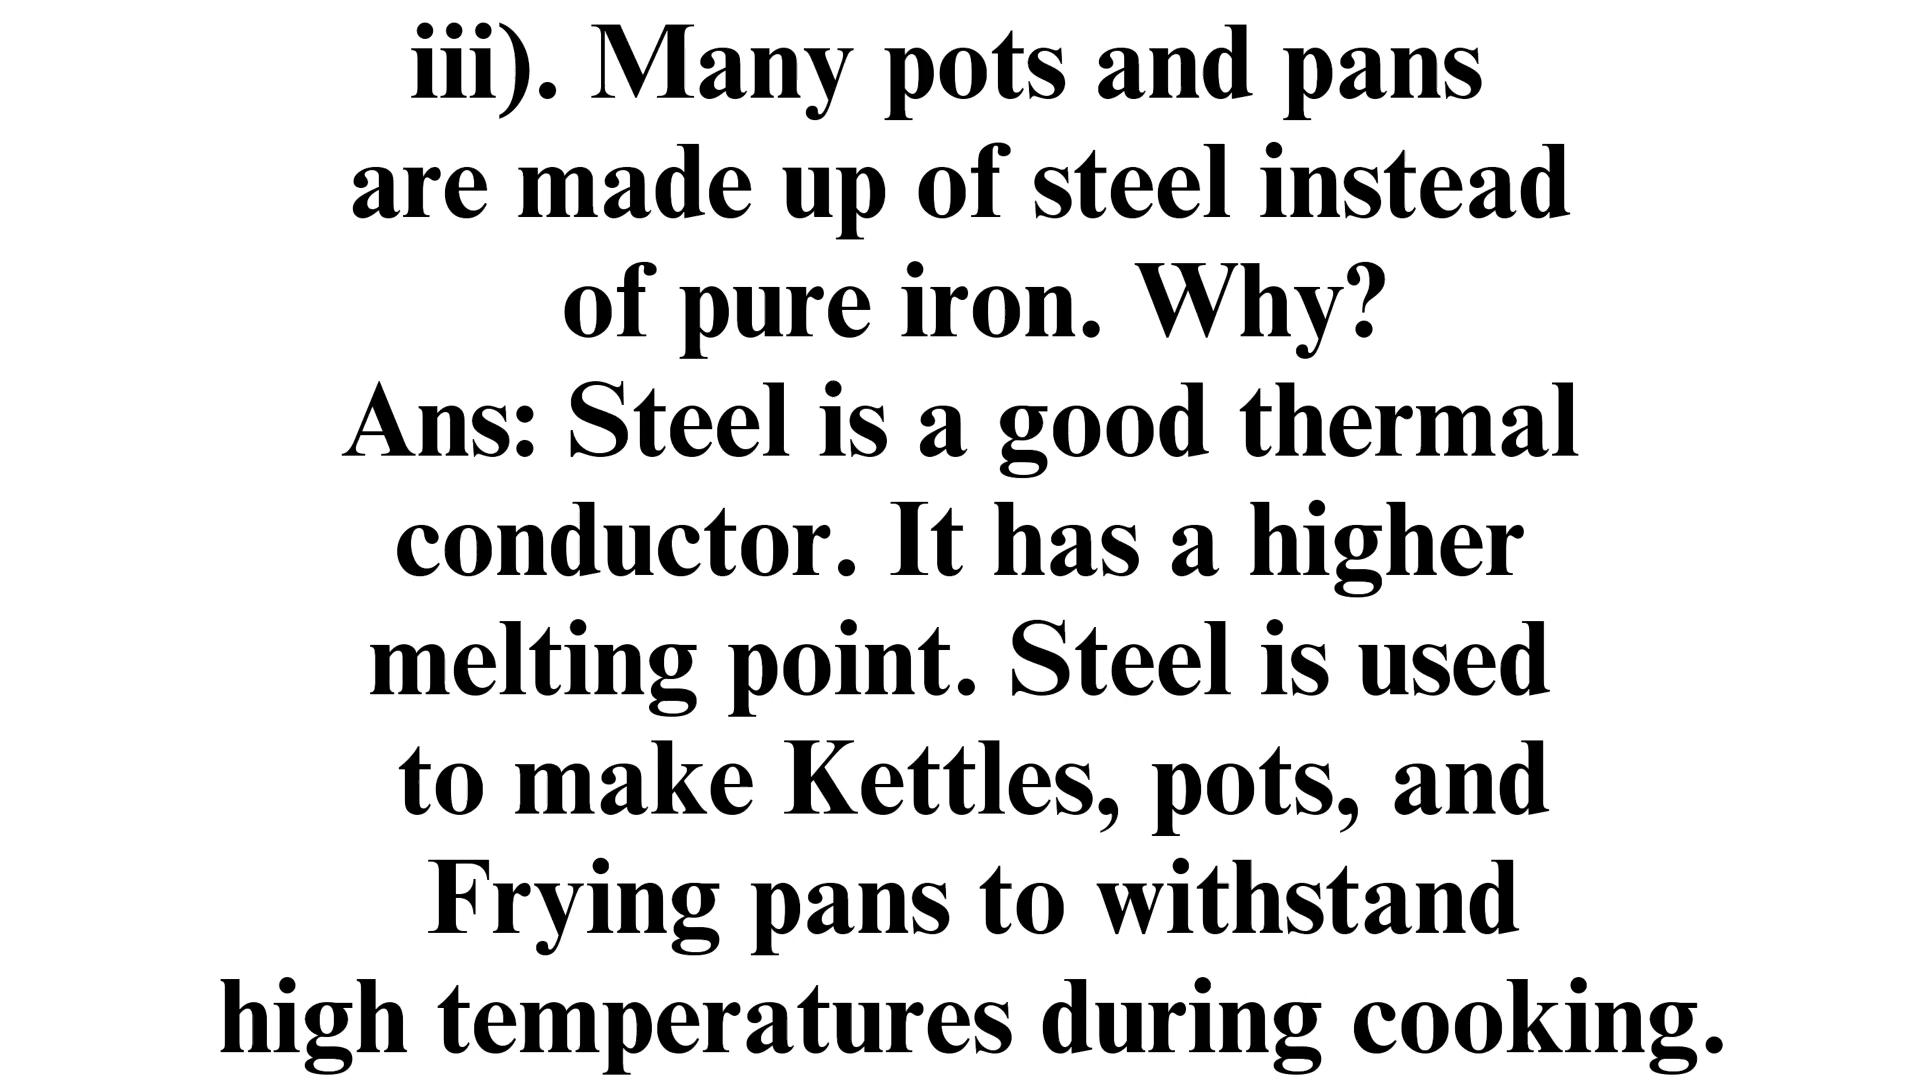 iii). Many pots and pans
are made up of steel instead
of pure iron. Why?
Ans: Steel is a good thermal
conductor. It has a higher
melting point. Steel is used
to make Kettles, pots, and
Frying pans to withstand
high temperatures during cooking.